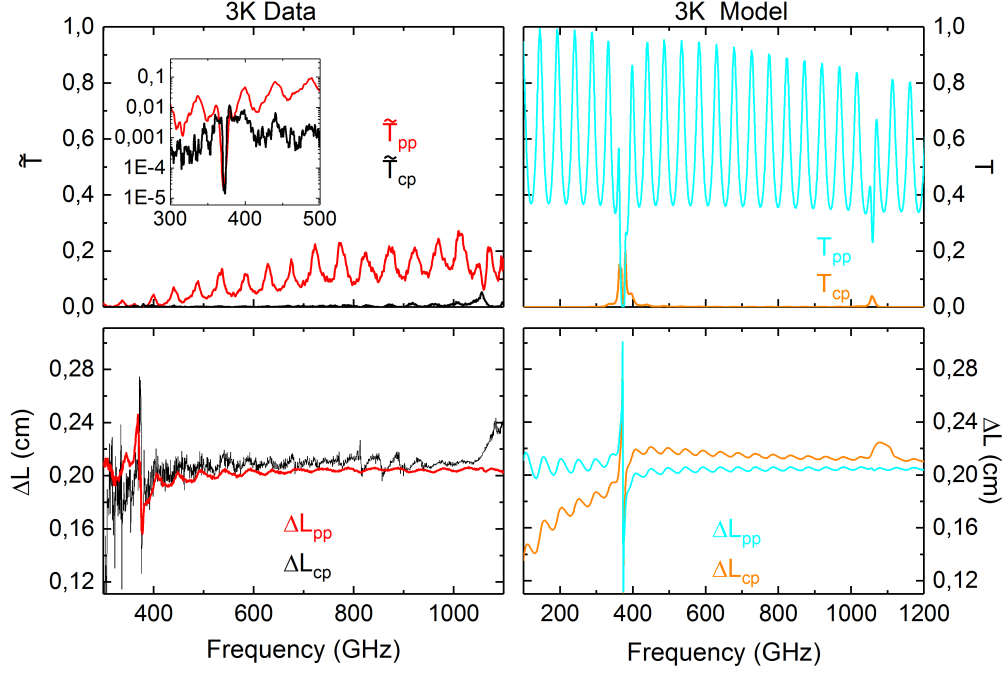 3K Data
3K Model
1,0
0,8
0,6
0,4
0,2
0,0
T̃
0,1
0,01
0,001
1E-4
1E-5
300
400
500
T̃pp
T̃cp
1,0
0,8
0,6
0,4
0,2
0,0
T
Tpp
Tcp
0,28
0,24
0,20
0,16
0,12
ΔL (cm)
ΔLpp
ΔLcp
400
600
800
1000
Frequency (GHz)
0,28
0,24
0,20
0,16
0,12
ΔL (cm)
ΔLpp
ΔLcp
200
400
600
800
1000
1200
Frequency (GHz)